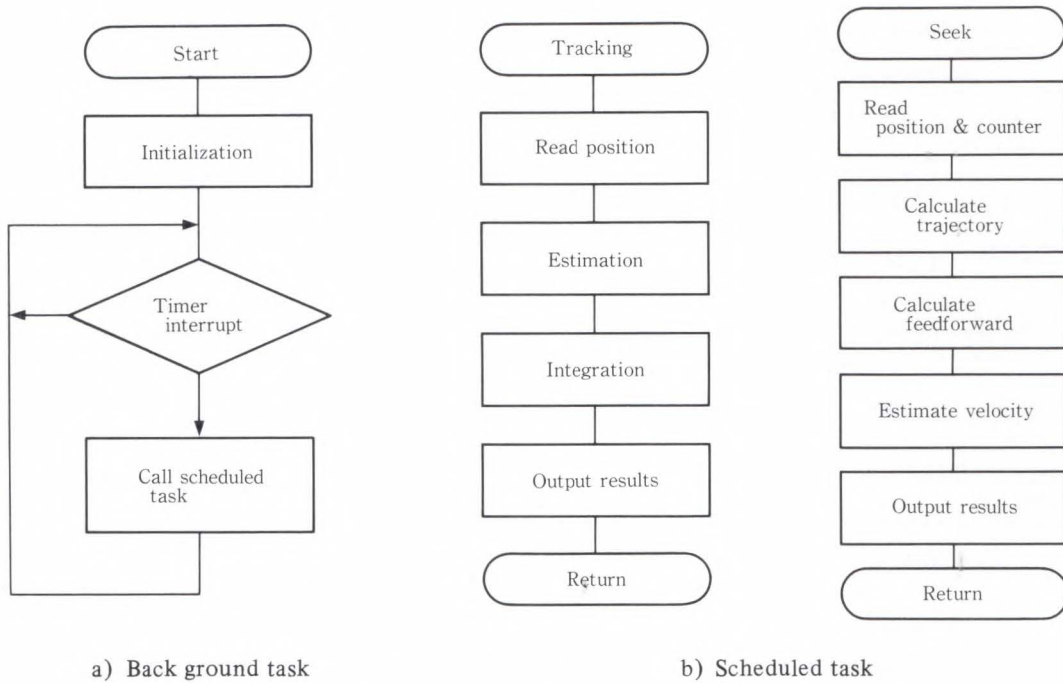 Start
Initialization
Timer
interrupt
Call scheduled
task
a) Back ground task
Tracking
Read position
Estimation
Integration
Output results
Return
Seek
Read
position & counter
Calculate
trajectory
Calculate
feedforward
Estimate velocity
Output results
Return
b) Scheduled task